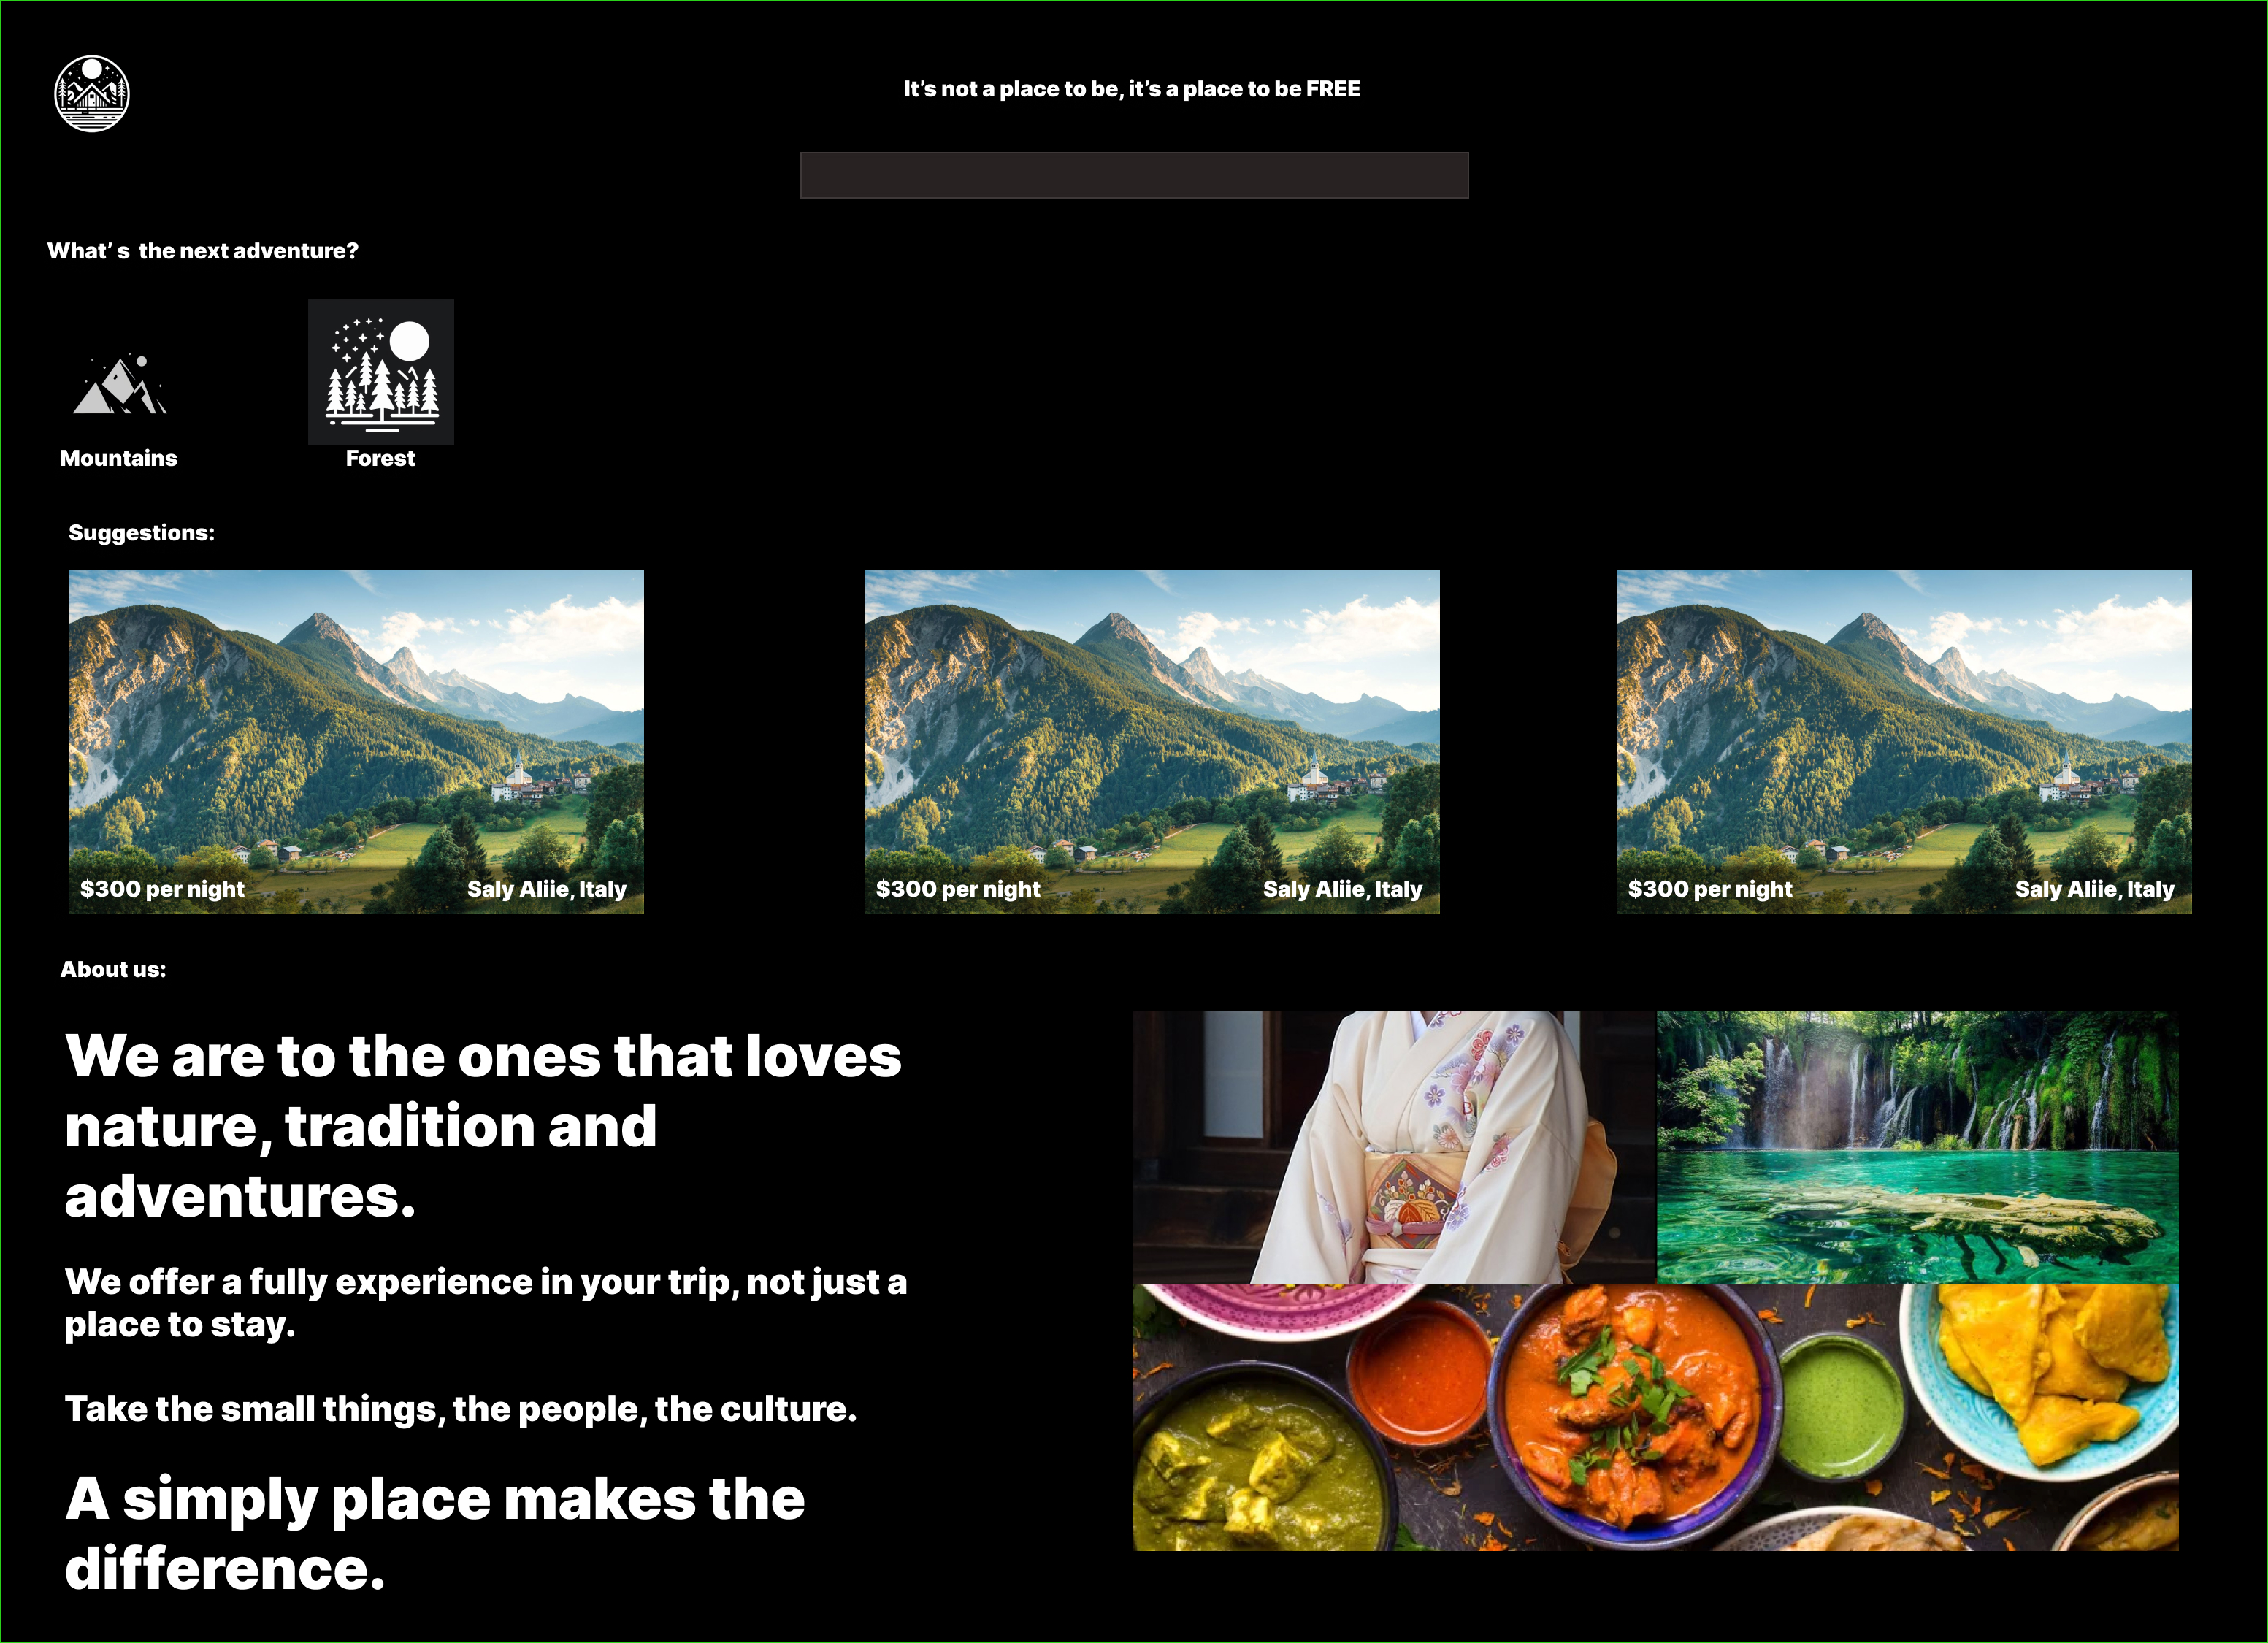 It’s not a place to be, it’s a place to be FREE
What’ s  the next adventure?
Mountains
Forest
Suggestions:
$300 per night
Saly Aliie, Italy
$300 per night
Saly Aliie, Italy
$300 per night
Saly Aliie, Italy
About us:
We are to the ones that loves
nature, tradition and
adventures.
We offer a fully experience in your trip, not just a
place to stay.
Take the small things, the people, the culture.
A simply place makes the
difference.